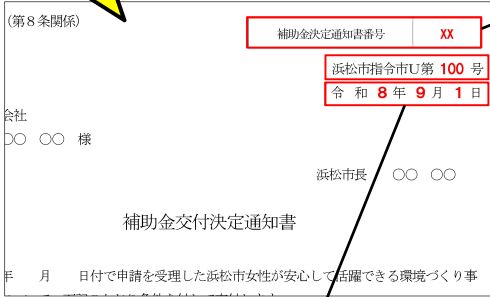 (第８条関係)
補助金決定通知書番号 XX
浜松市指令市U第 100 号
令 和 8 年 9 月 1 日
会社
○○ ○○ 様
浜松市長 ○○ ○○
補助金交付決定通知書
年 月 日付で申請を受理した浜松市女性が安心して活躍できる環境づくり事